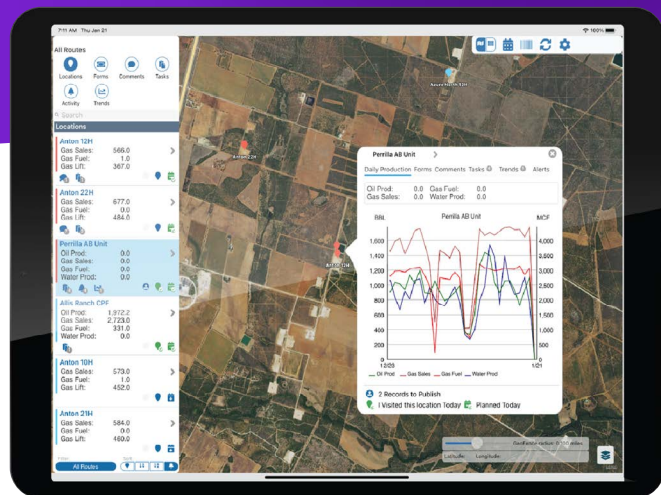 7:11 AM Thu Jan 21
100%
All Routes
Locations Forms Comments Tasks
Activity Trends
Search
Locations
Anton 12H
Gas Sales: 566.0
Gas Fuel: 1.0
Gas Lift: 367.0
Anton 22H
Gas Sales: 677.0
Gas Fuel: 0.0
Gas Lift: 484.0
Perrilla AB Unit
Oil Prod: 0.0
Gas Sales: 0.0
Gas Fuel: 0.0
Water Prod: 0.0
Allis Ranch CPF
Oil Prod: 1,972.2
Gas Sales: 2,723.0
Gas Fuel: 331.0
Water Prod: 0.0
Anton 10H
Gas Sales: 573.0
Gas Fuel: 1.0
Gas Lift: 452.0
Anton 21H
Gas Sales: 584.0
Gas Fuel: 0.0
Gas Lift: 460.0
Sort
All Routes
Anton 22H
Perrilla AB Unit
Daily Production Forms Comments Tasks Trends Alerts
Oil Prod: 0.0 Gas Fuel: 0.0
Gas Sales: 0.0 Water Prod: 0.0
BBL Perrilla AB Unit MCF
1,600 4,000
1,400 3,500
1,200 3,000
1,000 2,500
800 2,000
600 1,500
400 1,000
200 500
0 0
12/20 1/21
Oil Prod Gas Sales Gas Fuel Water Prod
2 Records to Publish
I Visited this location Today Planned Today
Geofence radius: miles
Latitude: Longitude: